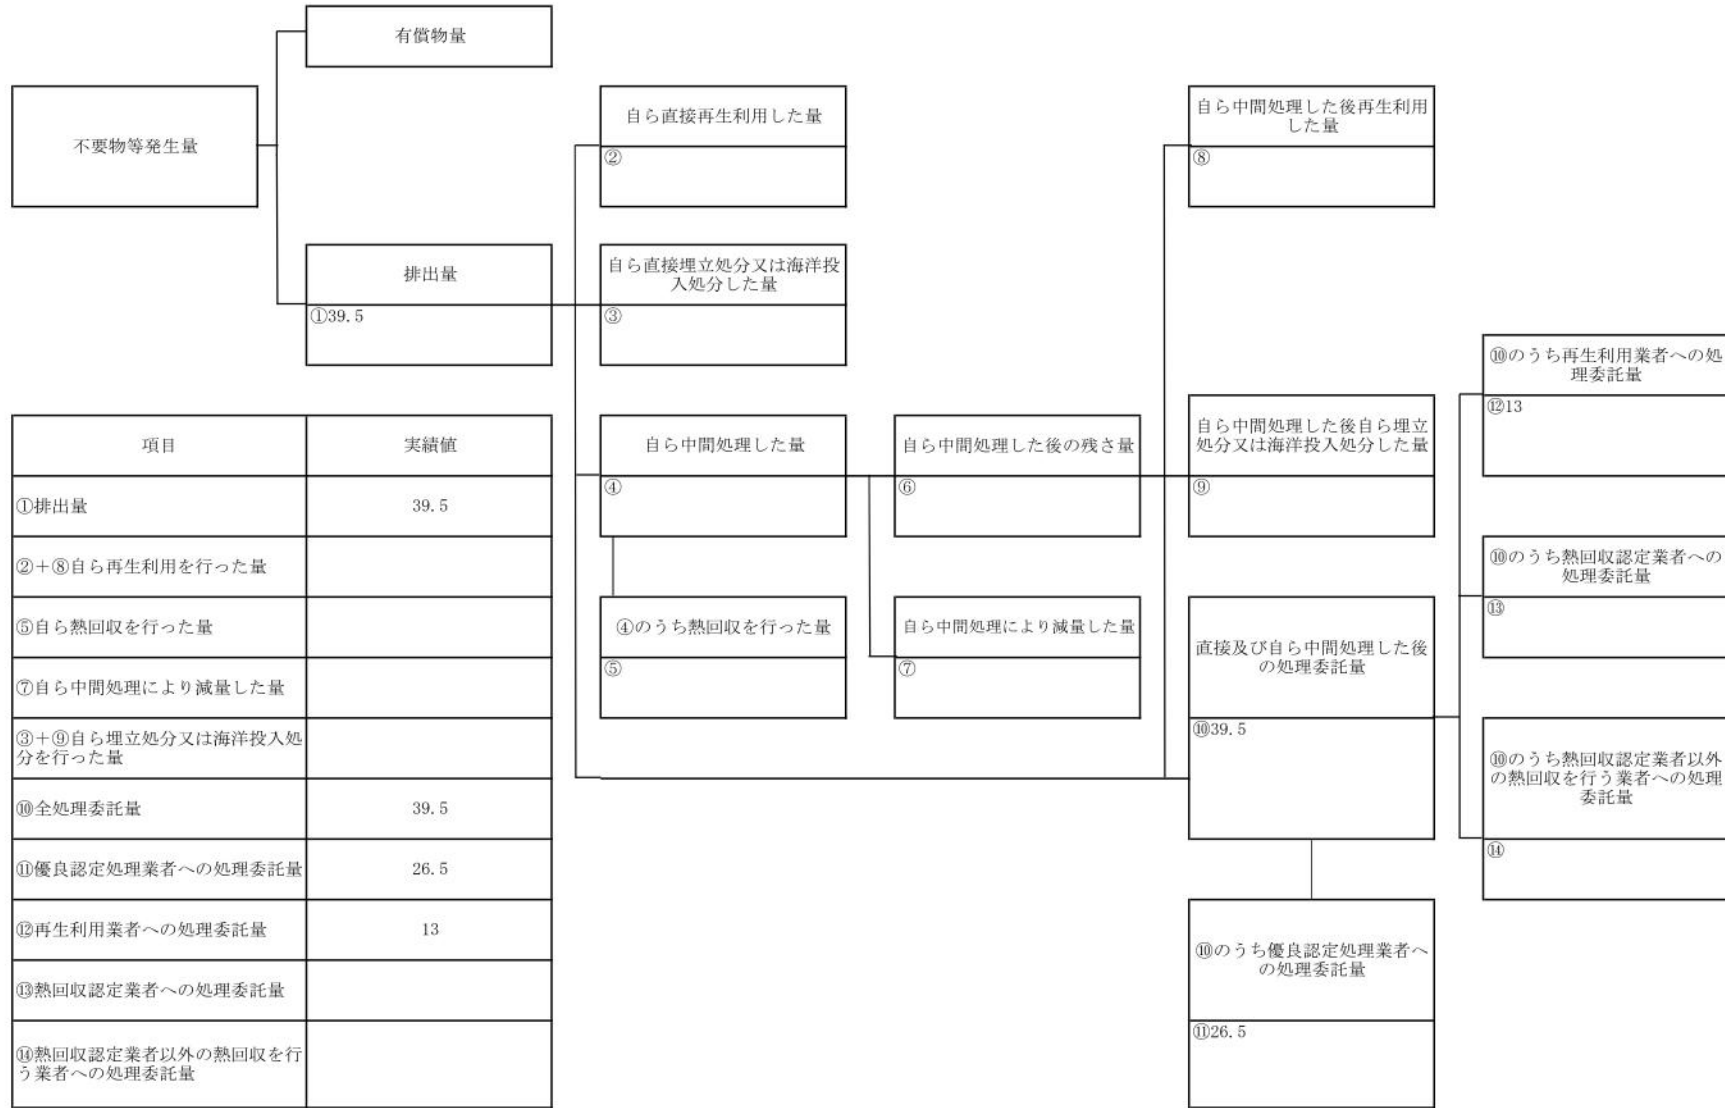 有償物量
不要物等発生量
自ら直接再生利用した量
②
自ら中間処理した後再生利用
した量
⑧
排出量
①39.5
自ら直接埋立処分又は海洋投
入処分した量
③
⑩のうち再生利用業者への処
理委託量
⑫13
自ら中間処理した量
④
自ら中間処理した後の残さ量
⑥
自ら中間処理した後自ら埋立
処分又は海洋投入処分した量
⑨
⑩のうち熱回収認定業者への
処理委託量
⑬
④のうち熱回収を行った量
⑤
自ら中間処理により減量した量
⑦
直接及び自ら中間処理した後
の処理委託量
⑩39.5
⑩のうち熱回収認定業者以外
の熱回収を行う業者への処理
委託量
⑭
⑩のうち優良認定処理業者へ
の処理委託量
⑪26.5
項目 実績値
①排出量 39.5
②+⑧自ら再生利用を行った量
⑤自ら熱回収を行った量
⑦自ら中間処理により減量した量
③+⑨自ら埋立処分又は海洋投入処
分を行った量
⑩全処理委託量 39.5
⑪優良認定処理業者への処理委託量 26.5
⑫再生利用業者への処理委託量 13
⑬熱回収認定業者への処理委託量
⑭熱回収認定業者以外の熱回収を行
う業者への処理委託量